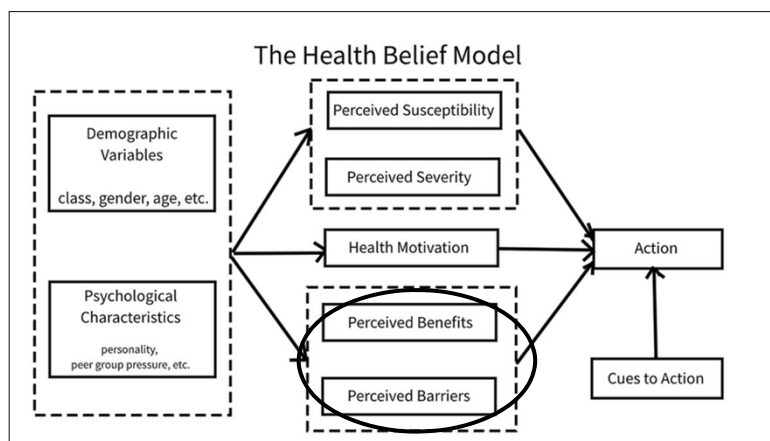 The Health Belief Model
Demographic
Variables
class, gender, age, etc.
Psychological
Characteristics
personality,
peer group pressure, etc.
Perceived Susceptibility
Perceived Severity
Health Motivation
Perceived Benefits
Perceived Barriers
Action
Cues to Action